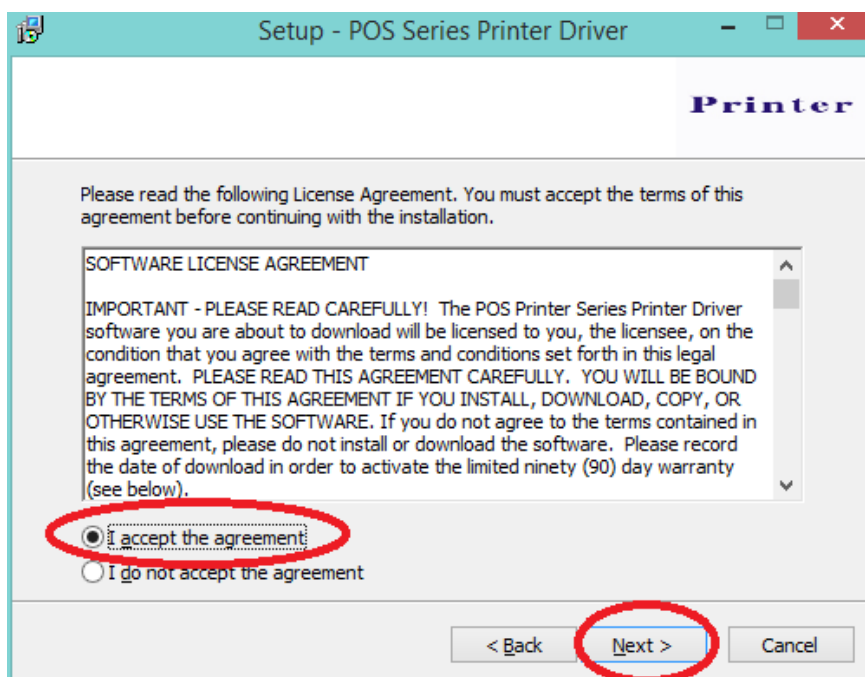 Setup - POS Series Printer Driver
Printer
Please read the following License Agreement. You must accept the terms of this
agreement before continuing with the installation.
SOFTWARE LICENSE AGREEMENT
IMPORTANT - PLEASE READ CAREFULLY!  The POS Printer Series Printer Driver
software you are about to download will be licensed to you, the licensee, on the
condition that you agree with the terms and conditions set forth in this legal
agreement.  PLEASE READ THIS AGREEMENT CAREFULLY.  YOU WILL BE BOUND
BY THE TERMS OF THIS AGREEMENT IF YOU INSTALL, DOWNLOAD, COPY, OR
OTHERWISE USE THE SOFTWARE. If you do not agree to the terms contained in
this agreement, please do not install or download the software.  Please record
the date of download in order to activate the limited ninety (90) day warranty
(see below).
I accept the agreement
I do not accept the agreement
< Back
Next >
Cancel